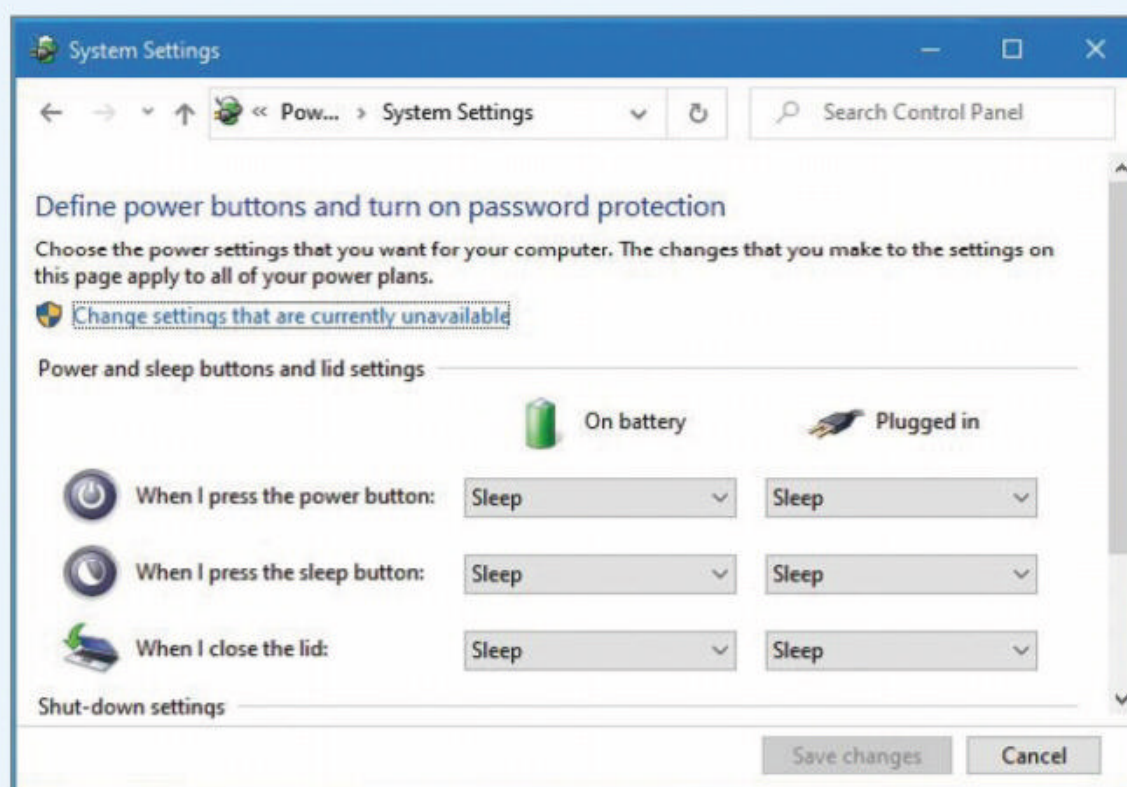 System Settings
« Pow... › System Settings
Search Control Panel
Define power buttons and turn on password protection
Choose the power settings that you want for your computer. The changes that you make to the settings on
this page apply to all of your power plans.
Change settings that are currently unavailable
Power and sleep buttons and lid settings
On battery Plugged in
When I press the power button: Sleep Sleep
When I press the sleep button: Sleep Sleep
When I close the lid: Sleep Sleep
Shut-down settings
Save changes Cancel